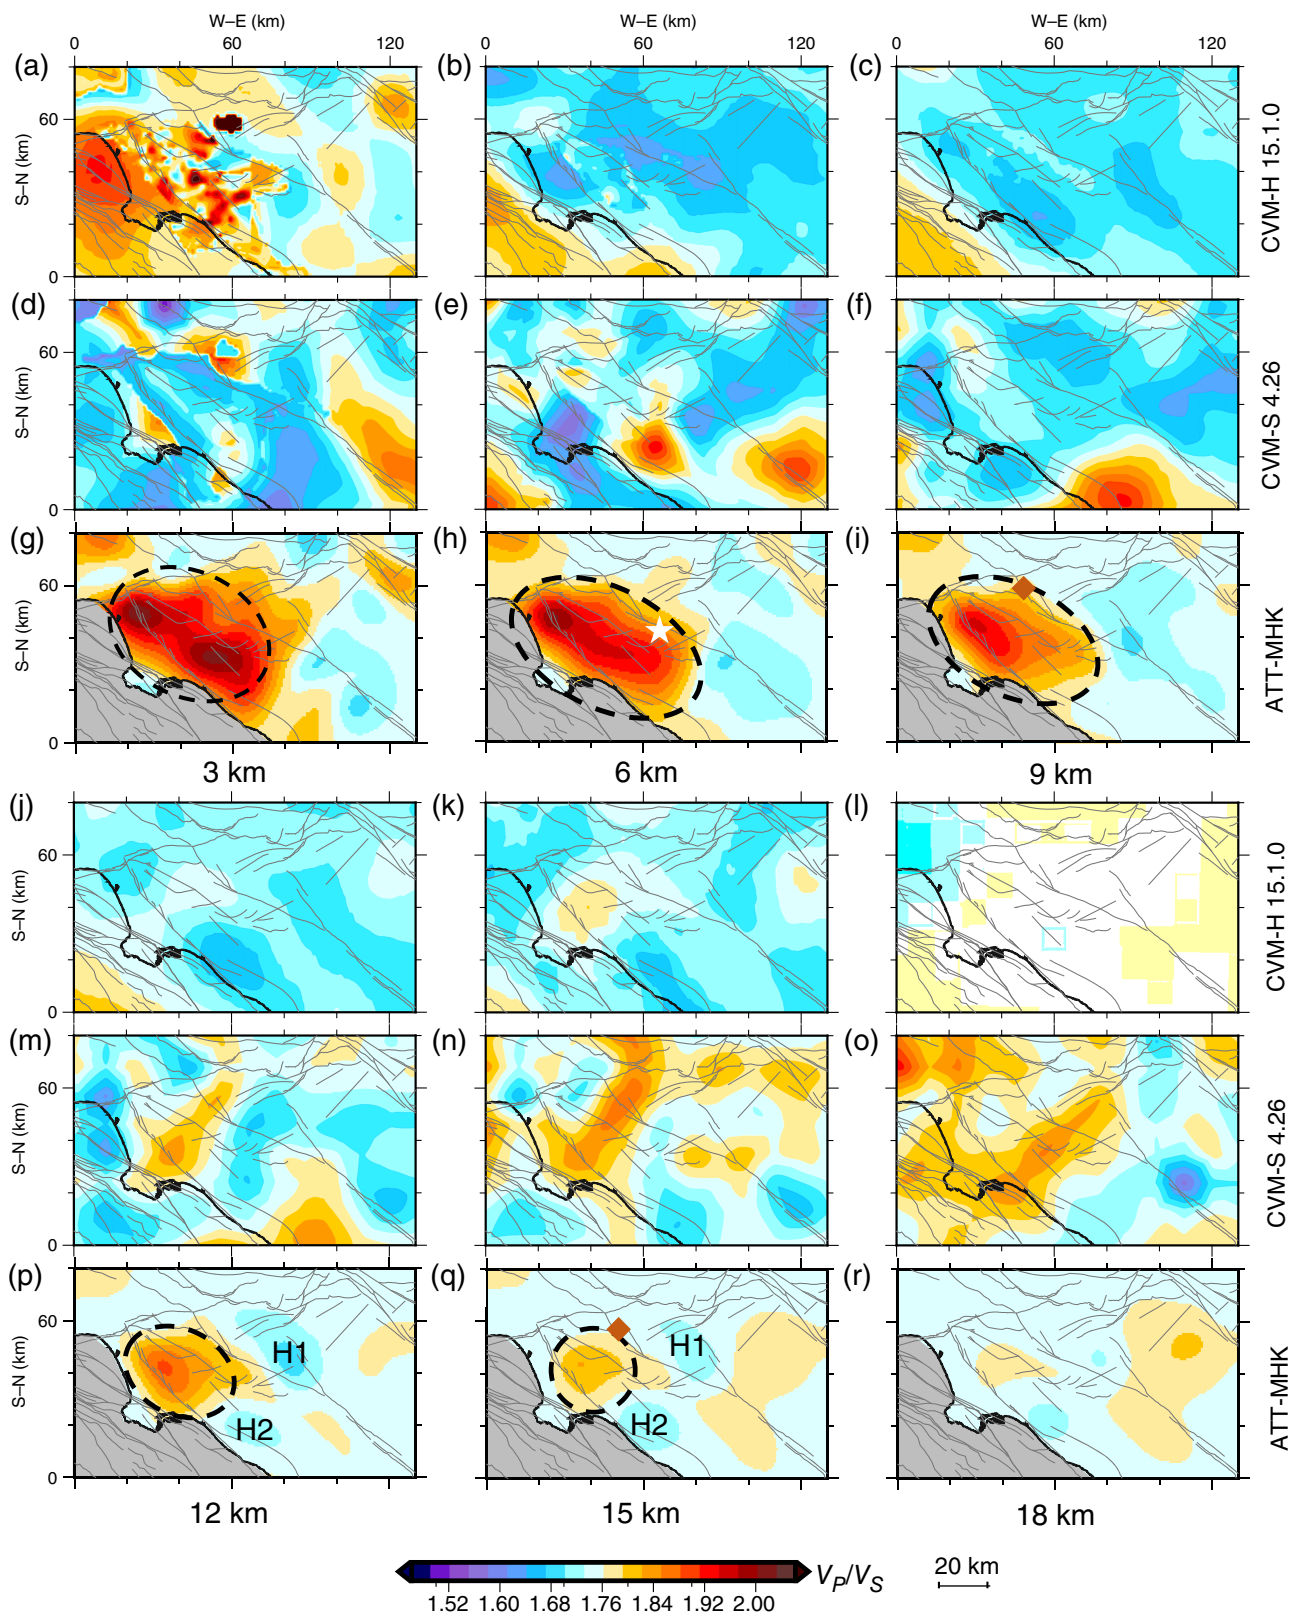 W–E (km)
W–E (km)
W–E (km)
0 60 120
0 60 120
0 60 120
(a)
(b)
(c)
60
0
S–N (km)
CVM-H 15.1.0
(d)
(e)
(f)
60
0
S–N (km)
CVM-S 4.26
(g)
(h)
(i)
60
0
S–N (km)
ATT-MHK
3 km
6 km
9 km
(j)
(k)
(l)
60
0
S–N (km)
CVM-H 15.1.0
(m)
(n)
(o)
60
0
S–N (km)
CVM-S 4.26
(p)
(q)
(r)
60
0
S–N (km)
H1
H2
H1
H2
ATT-MHK
12 km
15 km
18 km
VP/VS
20 km
1.52 1.60 1.68 1.76 1.84 1.92 2.00